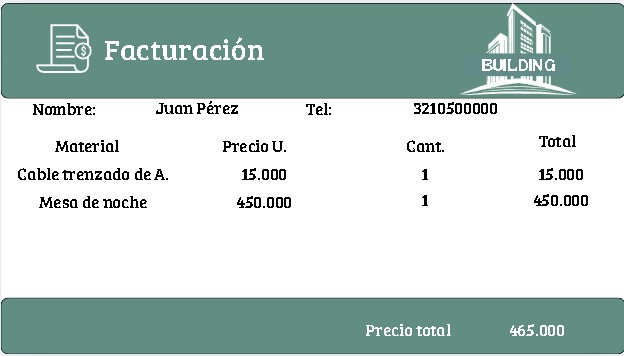 Facturación
BUILDING
Nombre: Juan Pérez Tel: 3210500000
Material Precio U. Cant. Total
Cable trenzado de A. 15.000 1 15.000
Mesa de noche 450.000 1 450.000
Precio total 465.000